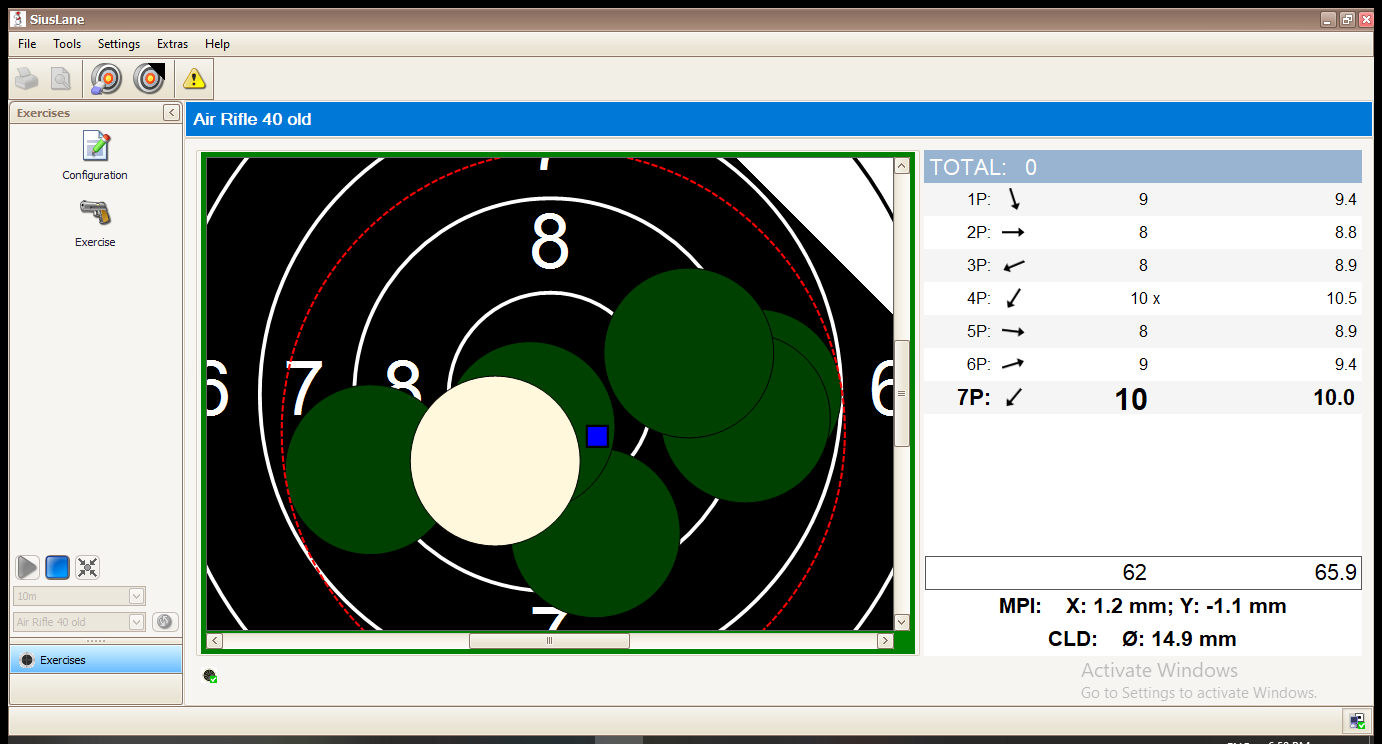 SiusLane
File Tools Settings Extras Help
Exercises
Configuration
Exercise
10m
Air Rifle 40 old
Exercises
Air Rifle 40 old
7
8
6 7 8 6
7
TOTAL: 0
1P: 9 9.4
2P: 8 8.8
3P: 8 8.9
4P: 10 x 10.5
5P: 8 8.9
6P: 9 9.4
7P: 10 10.0
62 65.9
MPI: X: 1.2 mm; Y: -1.1 mm
CLD: Ø: 14.9 mm
Activate Windows
Go to Settings to activate Windows.